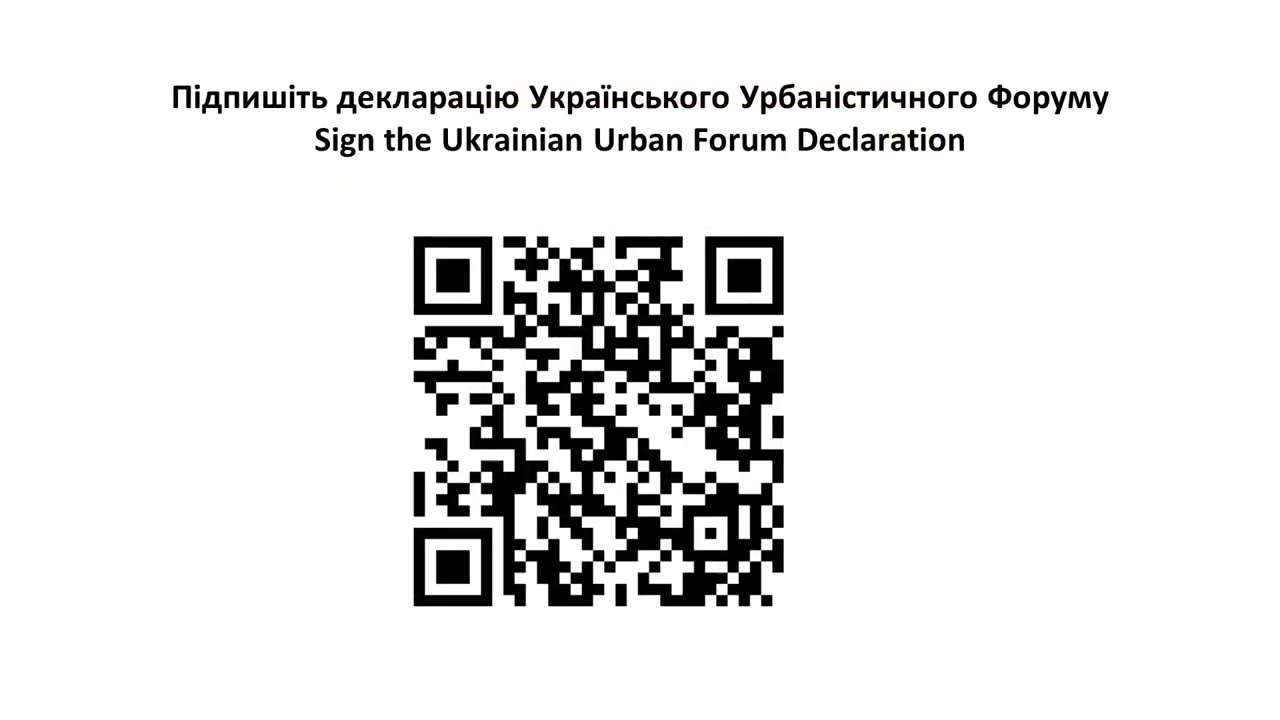 Підпишіть декларацію Українського Урбаністичного Форуму
Sign the Ukrainian Urban Forum Declaration